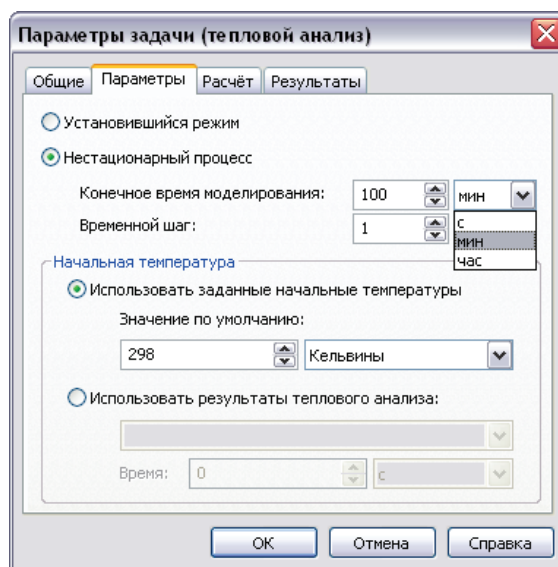 Параметры задачи (тепловой анализ)
Общие Параметры Расчёт Результаты
Установившийся режим
Нестационарный процесс
Конечное время моделирования: 100 мин
Временной шаг: 1 с
мин
час
Начальная температура
Использовать заданные начальные температуры
Значение по умолчанию:
298 Кельвины
Использовать результаты теплового анализа:
Время: 0 с
ОК Отмена Справка